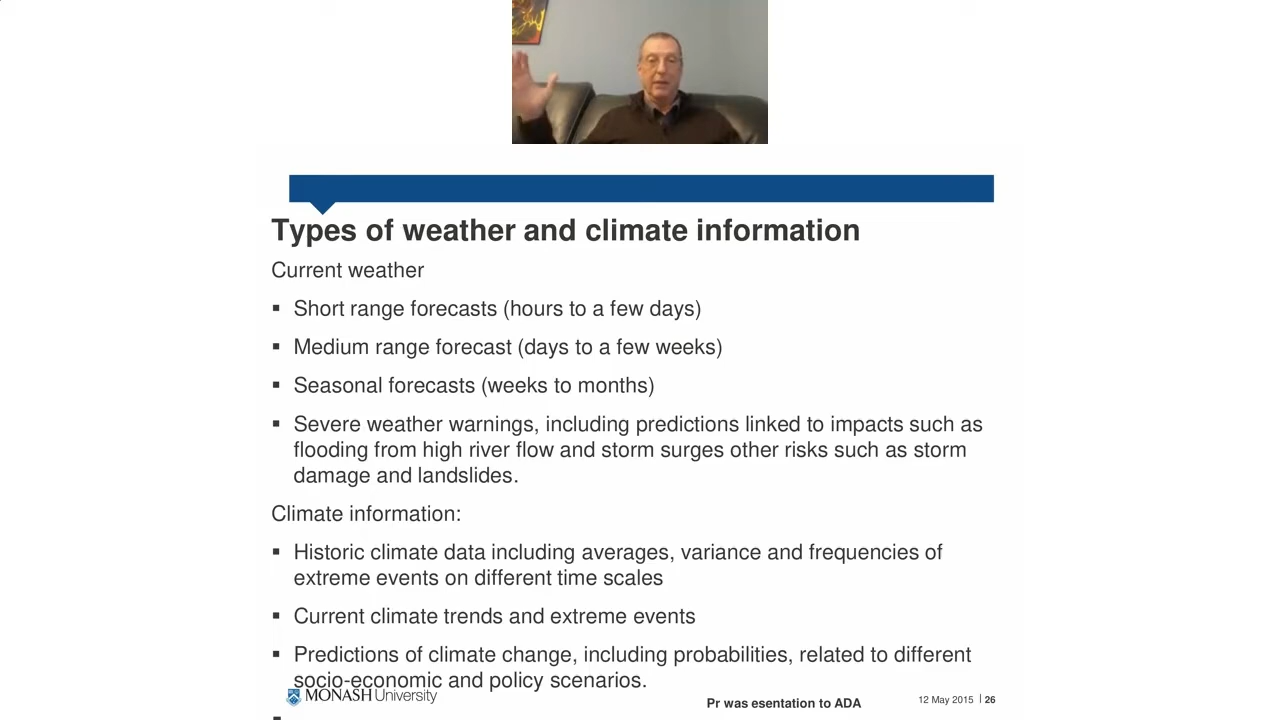 Types of weather and climate information
Current weather
▪ Short range forecasts (hours to a few days)
▪ Medium range forecast (days to a few weeks)
▪ Seasonal forecasts (weeks to months)
▪ Severe weather warnings, including predictions linked to impacts such as
flooding from high river flow and storm surges other risks such as storm
damage and landslides.
Climate information:
▪ Historic climate data including averages, variance and frequencies of
extreme events on different time scales
▪ Current climate trends and extreme events
▪ Predictions of climate change, including probabilities, related to different
socio-economic and policy scenarios.
MONASH University
Pr was esentation to ADA
12 May 2015 | 26